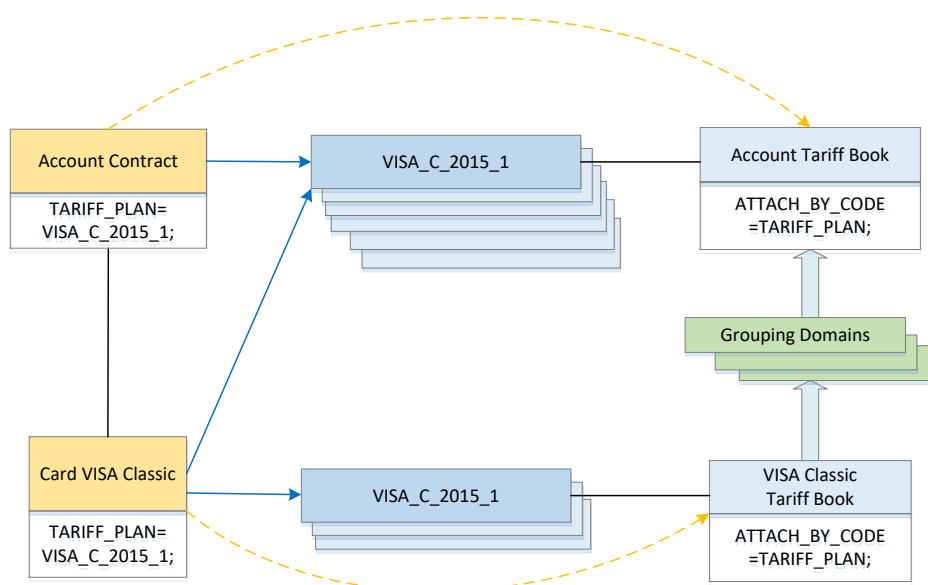 Account Contract
TARIFF_PLAN=
VISA_C_2015_1;
VISA_C_2015_1
Account Tariff Book
ATTACH_BY_CODE
=TARIFF_PLAN;
Grouping Domains
Card VISA Classic
TARIFF_PLAN=
VISA_C_2015_1;
VISA_C_2015_1
VISA Classic
Tariff Book
ATTACH_BY_CODE
=TARIFF_PLAN;